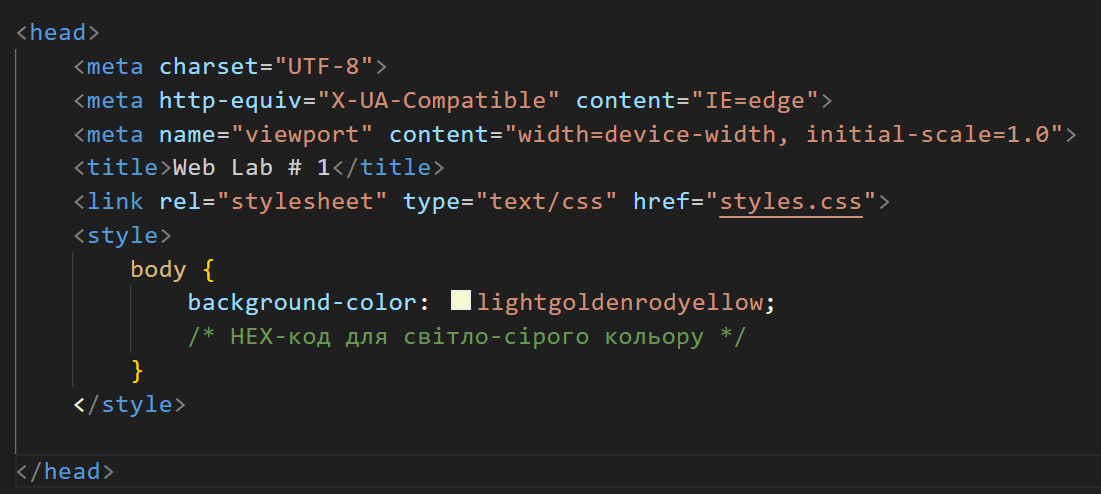 <head>
<meta charset="UTF-8">
<meta http-equiv="X-UA-Compatible" content="IE=edge">
<meta name="viewport" content="width=device-width, initial-scale=1.0">
<title>Web Lab # 1</title>
<link rel="stylesheet" type="text/css" href="styles.css">
<style>
body {
background-color: lightgoldenrodyellow;
/* HEX-код для світло-сірого кольору */
}
</style>
</head>